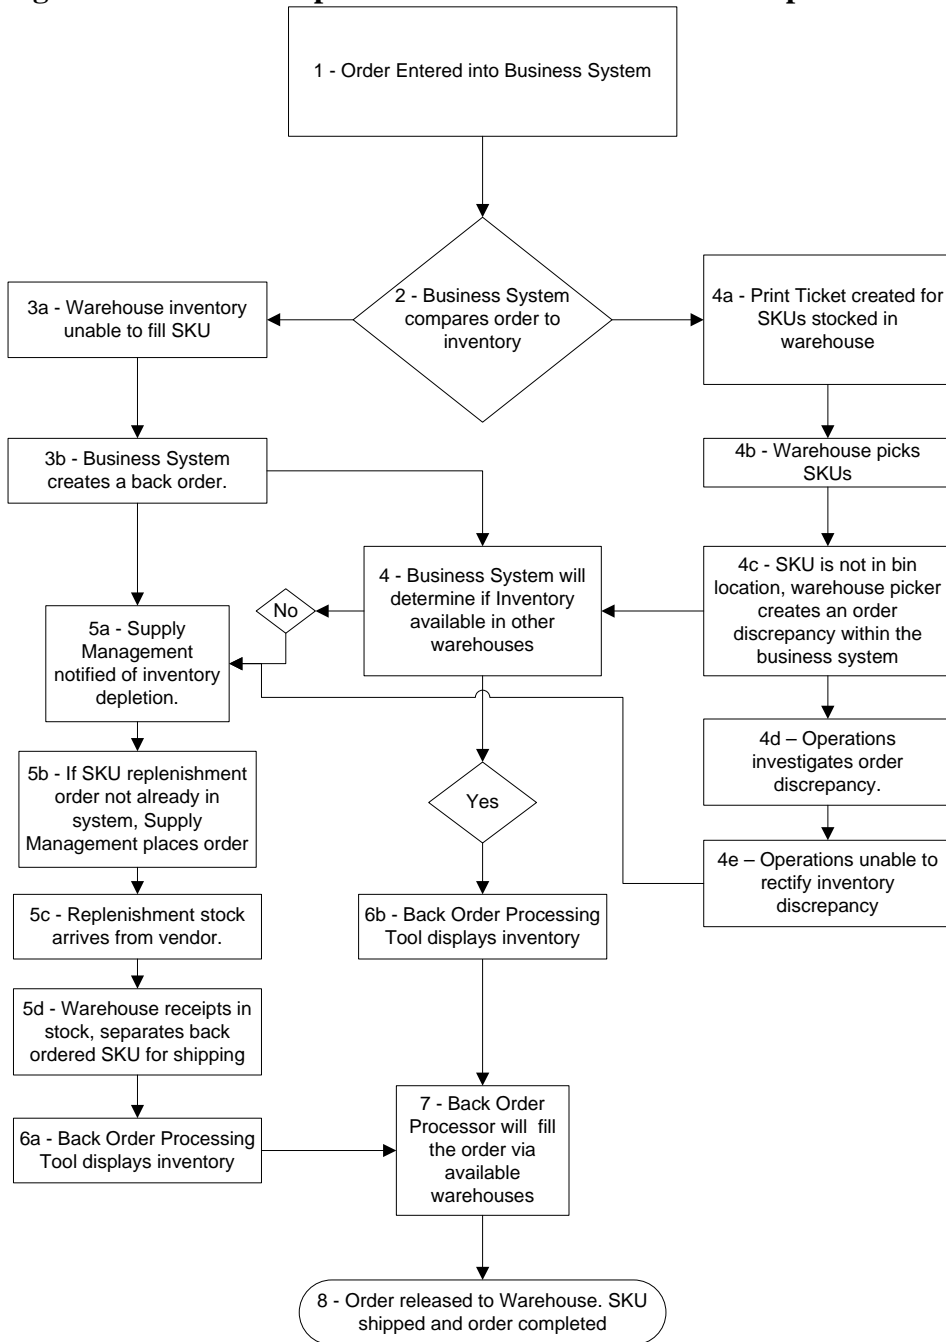 1 - Order Entered into Business System
2 - Business System
compares order to
inventory
3a - Warehouse inventory
unable to fill SKU
4a - Print Ticket created for
SKUs stocked in
warehouse
3b - Business System
creates a back order.
4b - Warehouse picks
SKUs
4 - Business System will
determine if Inventory
available in other
warehouses
4c - SKU is not in bin
location, warehouse picker
creates an order
discrepancy within the
business system
No
5a - Supply
Management
notified of inventory
depletion.
4d – Operations
investigates order
discrepancy.
5b - If SKU replenishment
order not already in
system, Supply
Management places order
Yes
4e – Operations unable to
rectify inventory
discrepancy
5c - Replenishment stock
arrives from vendor.
6b - Back Order Processing
Tool displays inventory
5d - Warehouse receipts in
stock, separates back
ordered SKU for shipping
6a - Back Order Processing
Tool displays inventory
7 - Back Order
Processor will fill
the order via
available
warehouses
8 - Order released to Warehouse. SKU
shipped and order completed